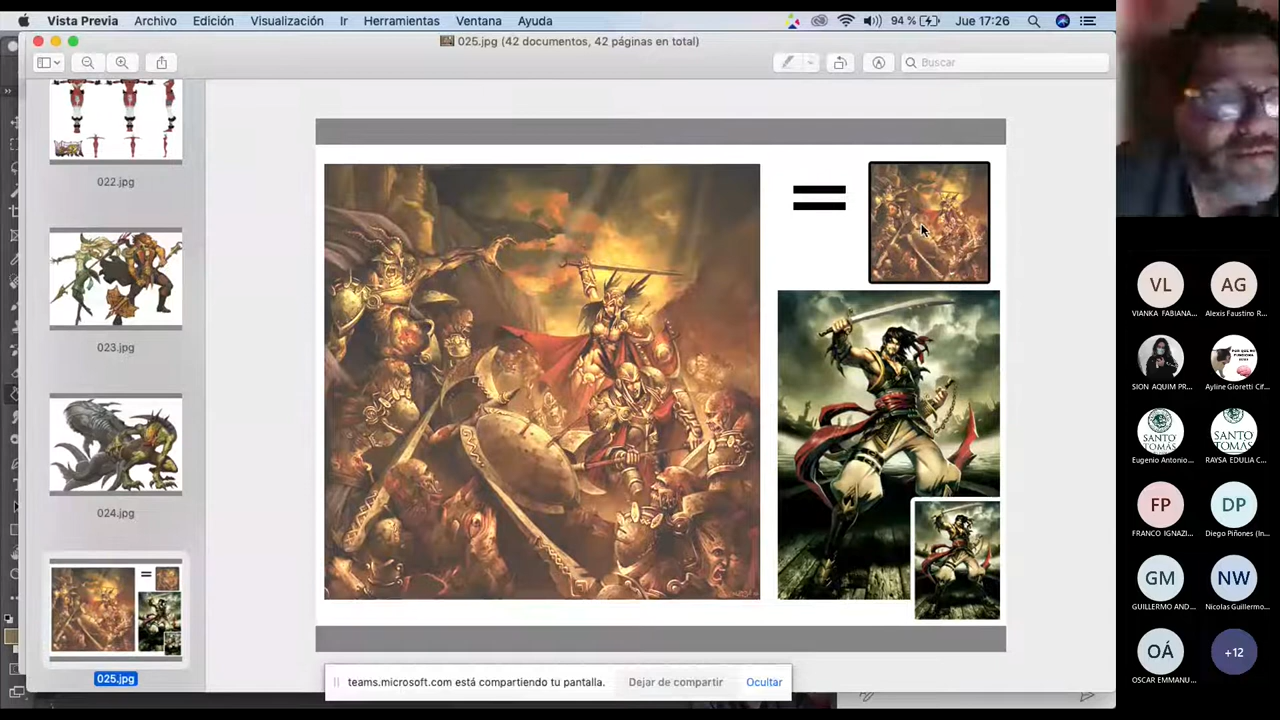 Vista Previa Archivo Edición Visualización Ir Herramientas Ventana Ayuda 94 % Jue 17:26
025.jpg (42 documentos, 42 páginas en total)
Buscar
022.jpg
023.jpg
024.jpg
025.jpg
=
teams.microsoft.com está compartiendo tu pantalla. Dejar de compartir Ocultar
VL AG
VIANKA FABIANA... Alexis Faustino R...
SION AQUIM PR... Ayline Gioretti Cif...
SANTO TOMÁS SANTO TOMÁS
Eugenio Antonio... RAYSA EDULIA C...
FP DP
FRANCO IGNAZI... Diego Piñones (In...
GM NW
GUILLERMO AND... Nicolas Guillermo...
OÁ +12
OSCAR EMMANU...